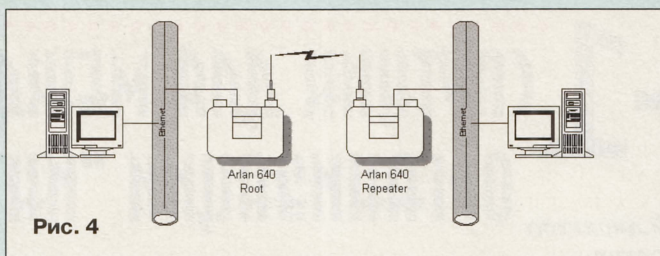 Ethernet
Ethernet
Arlan 640
Root
Arlan 640
Repeater
Рис. 4